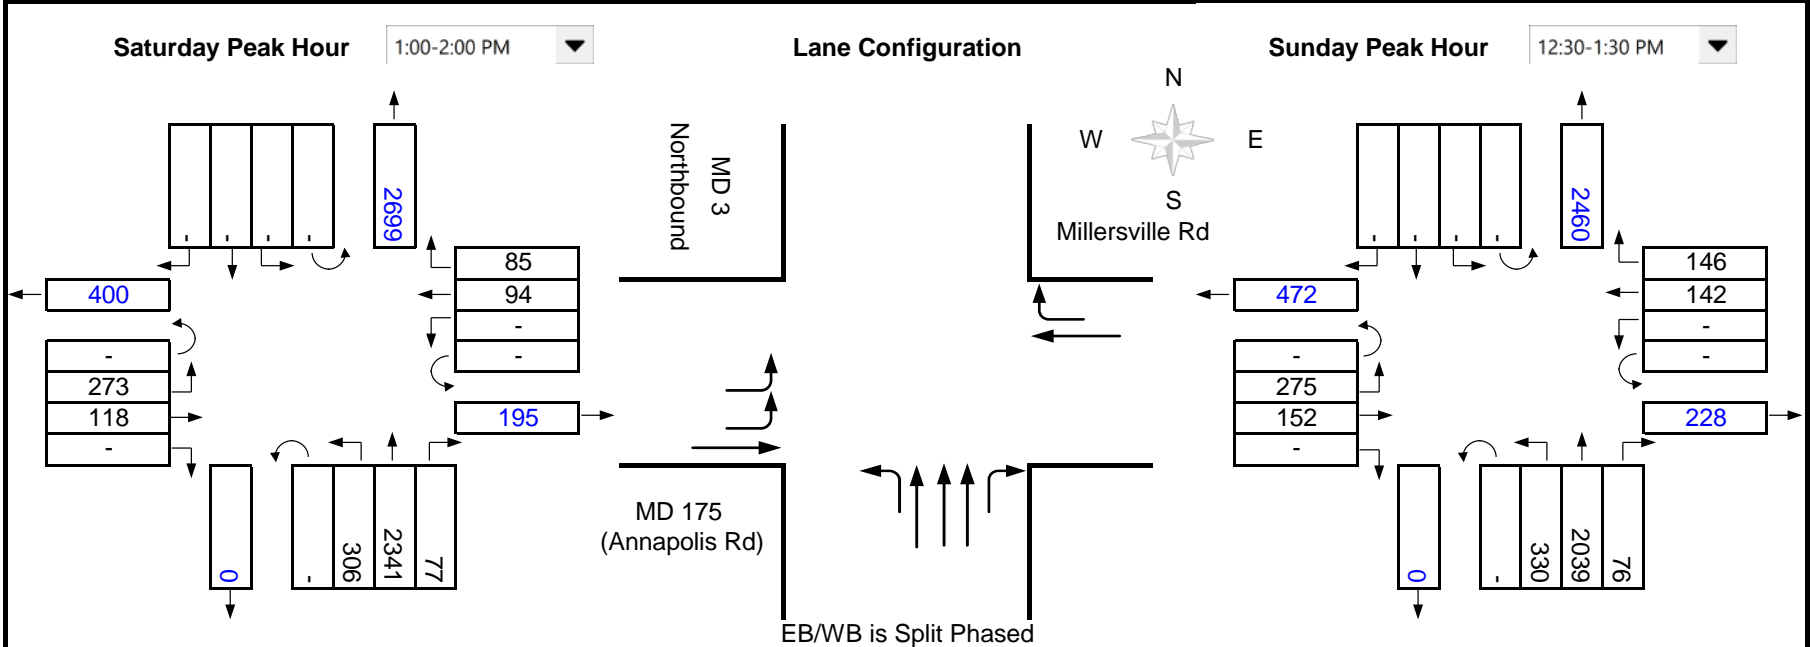 Saturday Peak Hour
1:00-2:00 PM
Lane Configuration
Sunday Peak Hour
12:30-1:30 PM
-
-
-
-
2699
85
94
-
-
400
-
273
118
-
195
0
-
306
2341
77
MD 3
Northbound
N
W
E
S
Millersville Rd
MD 175
(Annapolis Rd)
EB/WB is Split Phased
-
-
-
-
2460
146
142
-
-
472
-
275
152
-
228
0
-
330
2039
76